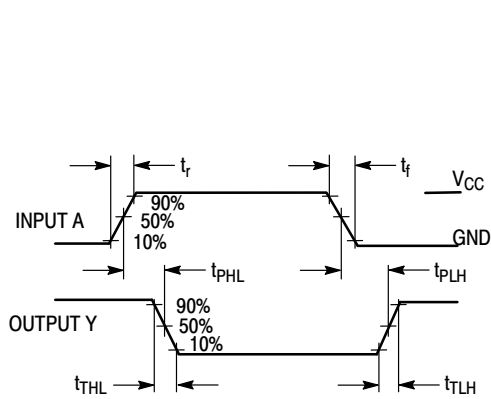 tr
tf
VCC
90%
INPUT A
50%
10%
GND
tPHL
tPLH
90%
OUTPUT Y
50%
10%
tTHL
tTLH